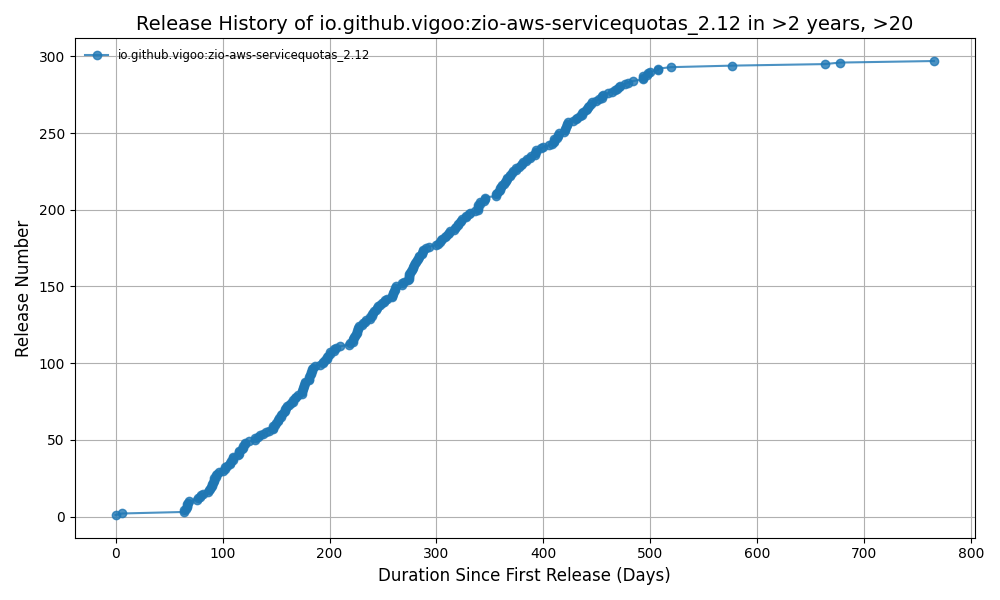 Release History of io.github.vigoo:zio-aws-servicequotas_2.12 in >2 years, >20
io.github.vigoo:zio-aws-servicequotas_2.12
Release Number
300
250
200
150
100
50
0
0 100 200 300 400 500 600 700 800
Duration Since First Release (Days)